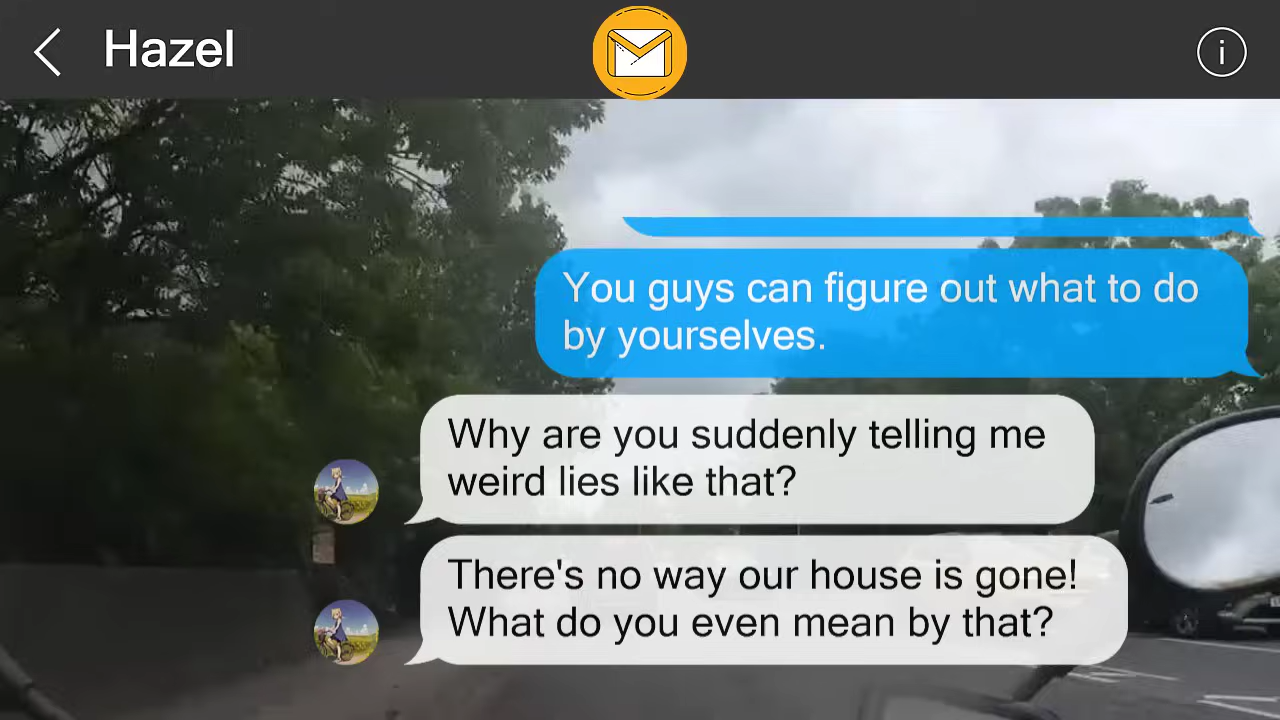 Hazel
i
You guys can figure out what to do
by yourselves.
Why are you suddenly telling me
weird lies like that?
There's no way our house is gone!
What do you even mean by that?